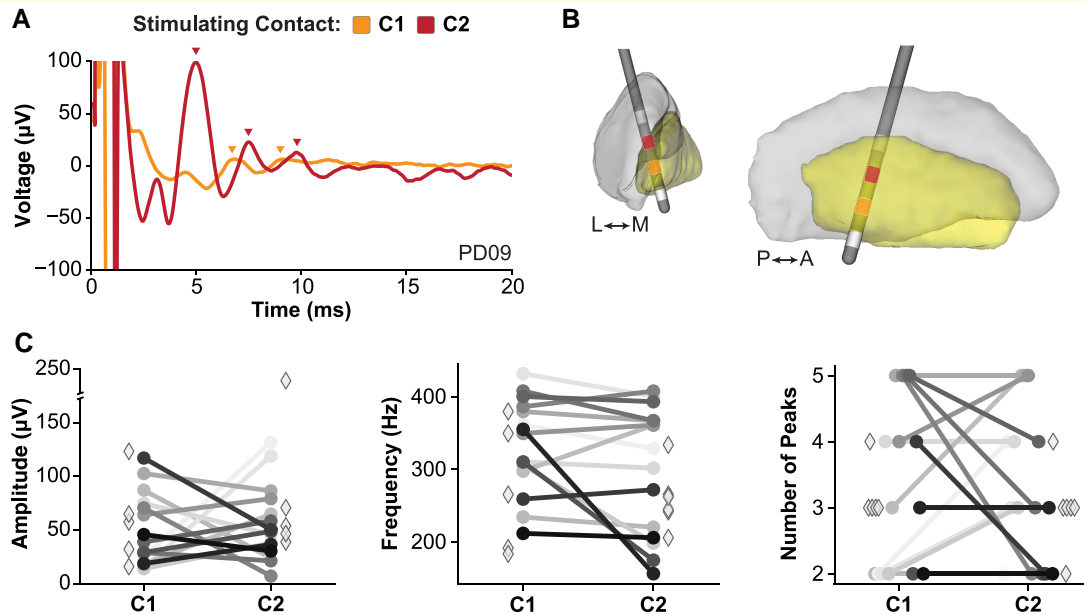 A
Stimulating Contact: C1 C2
100
50
0
−50
−100
Voltage (µV)
PD09
0 5 10 15 20
Time (ms)
B
L↔M
P↔A
C
250
150
100
50
0
Amplitude (µV)
C1 C2
400
300
200
Frequency (Hz)
C1 C2
5
4
3
2
Number of Peaks
C1 C2